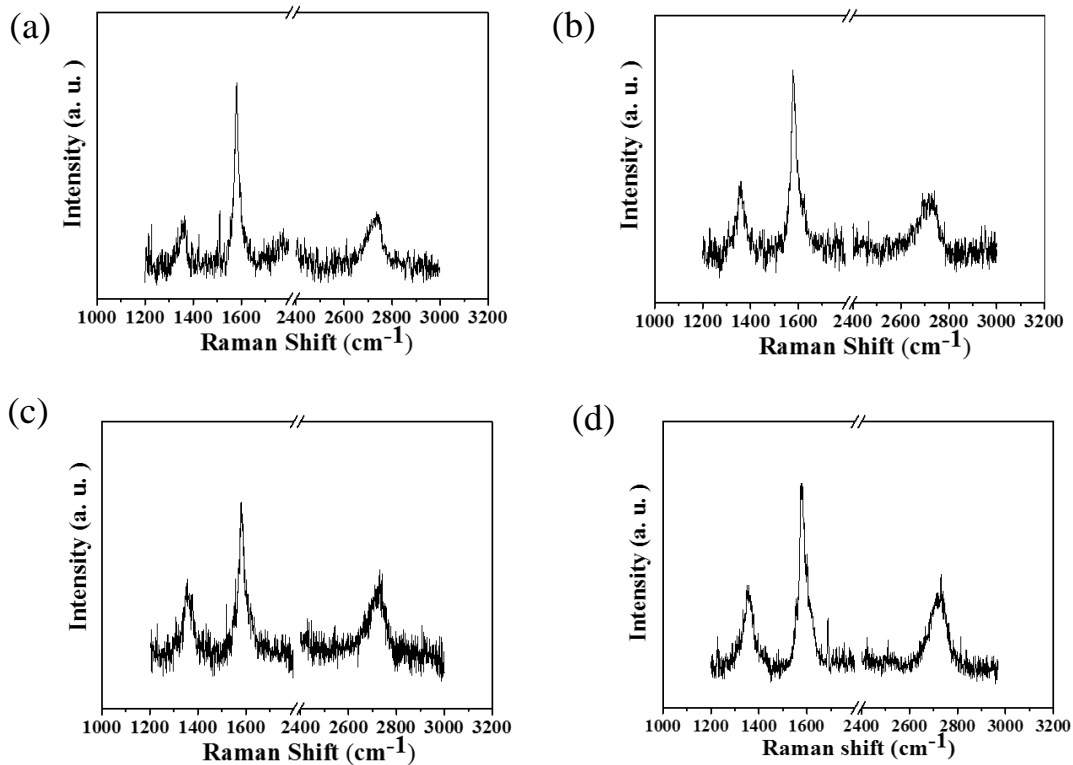 (a)
Intensity (a. u. )
1000 1200 1400 1600 2400 2600 2800 3000 3200
Raman Shift (cm-1)
(b)
Intensity (a. u. )
1000 1200 1400 1600 2400 2600 2800 3000 3200
Raman Shift (cm-1)
(c)
Intensity (a. u. )
1000 1200 1400 1600 2400 2600 2800 3000 3200
Raman Shift (cm-1)
(d)
Intensity (a. u. )
1000 1200 1400 1600 2400 2600 2800 3000 3200
Raman shift (cm-1)